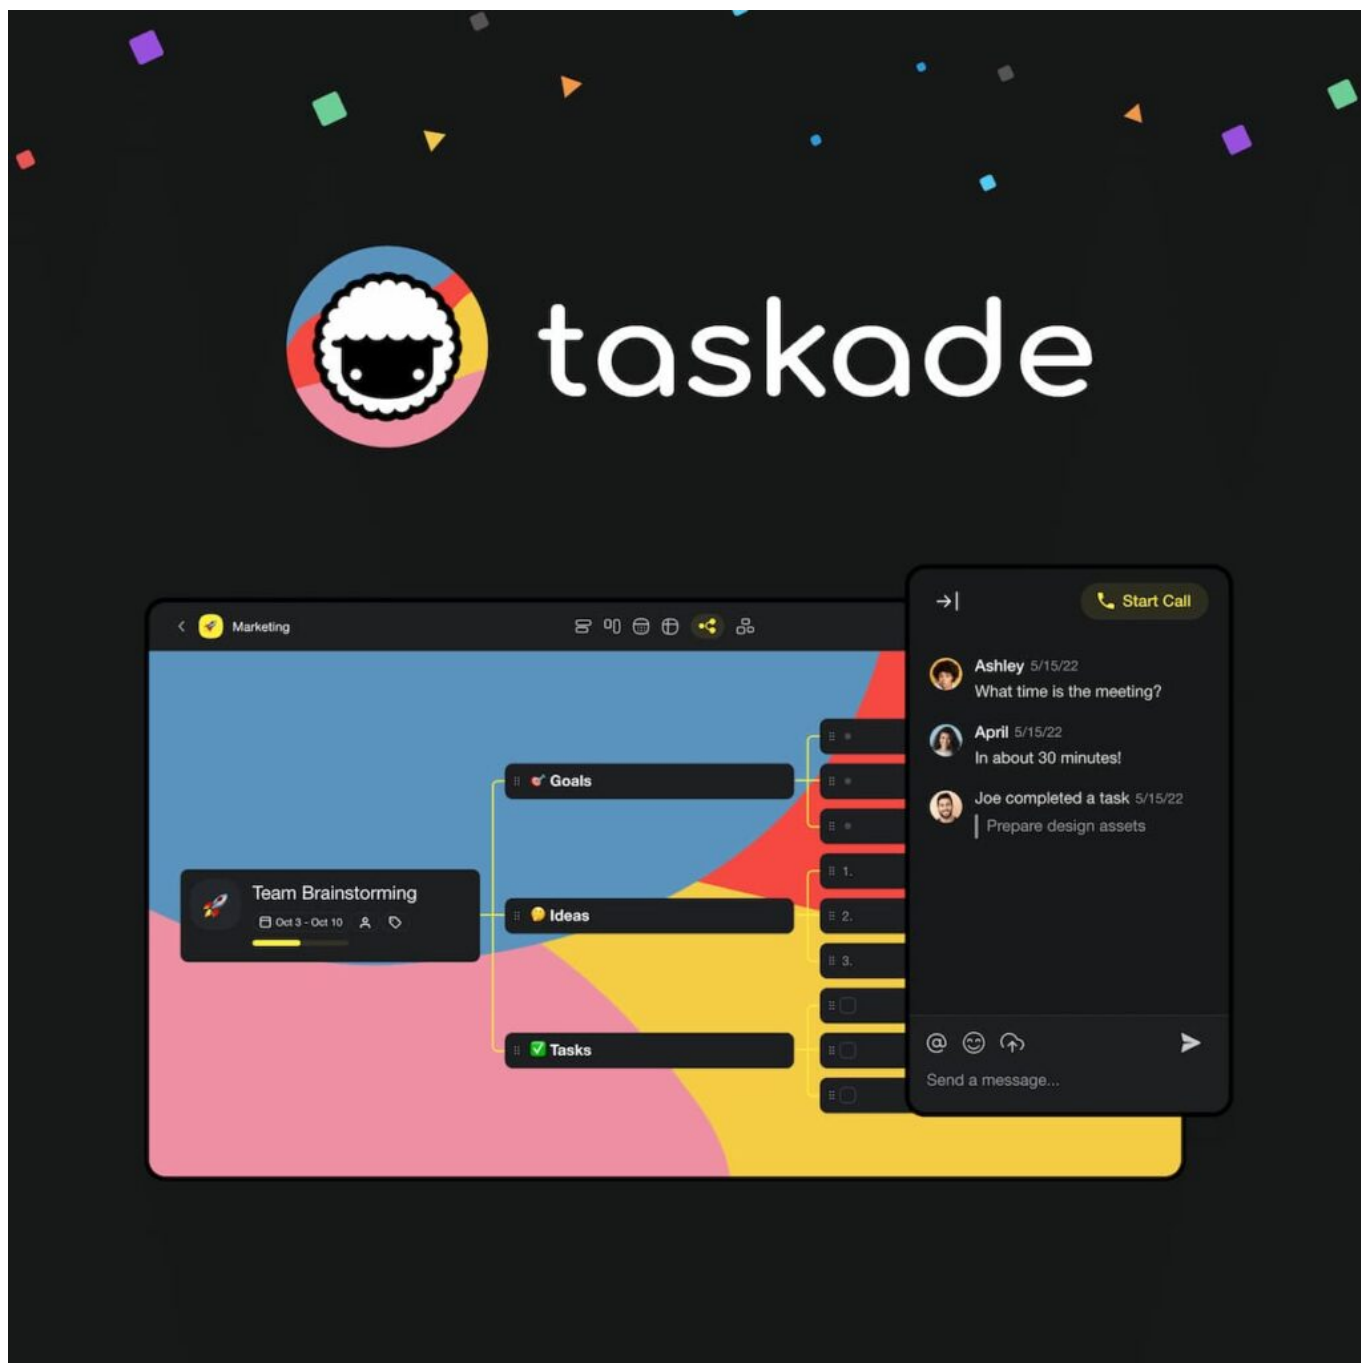 taskade
Marketing
Start Call
Ashley 5/15/22
What time is the meeting?
April 5/15/22
In about 30 minutes!
Joe completed a task 5/15/22
Prepare design assets
Goals
Team Brainstorming
Oct 3 - Oct 10
Ideas
Tasks
1.
2.
3.
@
Send a message...